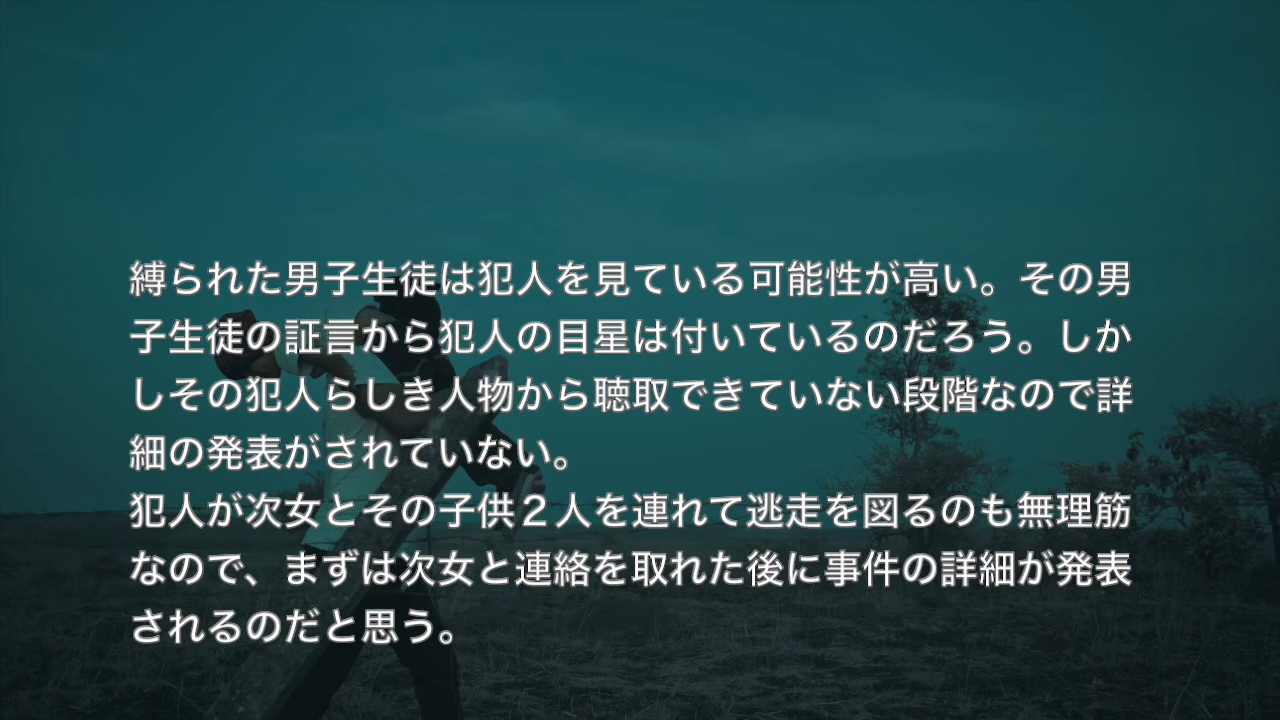 縛られた男子生徒は犯人を見ている可能性が高い。その男
子生徒の証言から犯人の目星は付いているのだろう。しか
しその犯人らしき人物から聴取できていない段階なので詳
細の発表がされていない。
犯人が次女とその子供２人を連れて逃走を図るのも無理筋
なので、まずは次女と連絡を取れた後に事件の詳細が発表
されるのだと思う。